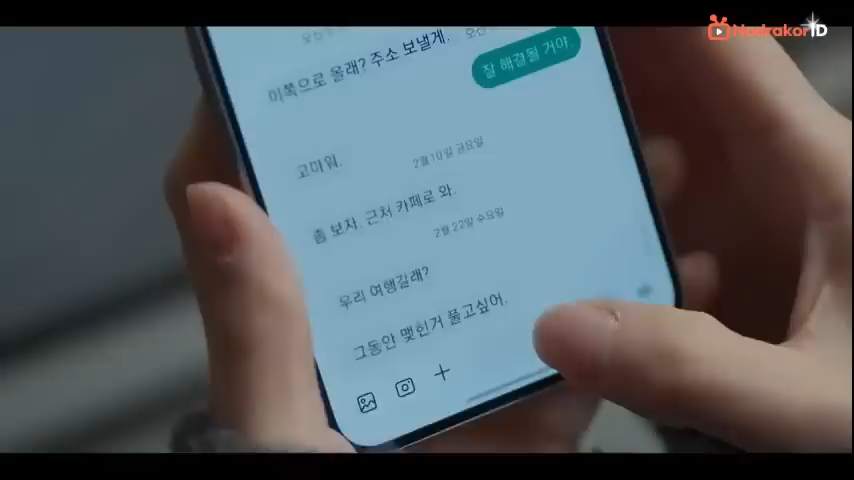 NadrakorID
이쪽으로 올래? 주소 보낼게.
잘 해결될 거야.
고마워.
2월 10일 금요일
좀 보자. 근처 카페로 와.
2월 22일 수요일
우리 여행갈래?
그동안 맺힌거 풀고싶어.